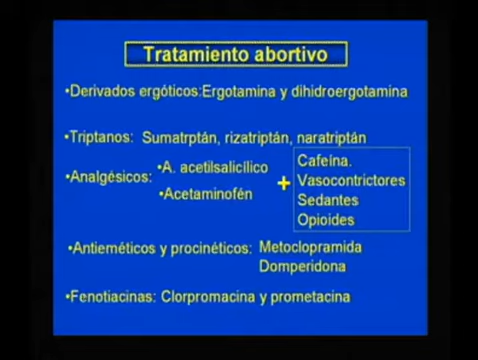 Tratamiento abortivo
•Derivados ergóticos:Ergotamina y dihidroergotamina
•Triptanos: Sumatrptán, rizatriptán, naratriptán
•Analgésicos: •A. acetilsalicílico
•Acetaminofén
+
Cafeína.
Vasocontrictores
Sedantes
Opioides
•Antieméticos y procinéticos: Metoclopramida
Domperidona
•Fenotiacinas: Clorpromacina y prometacina